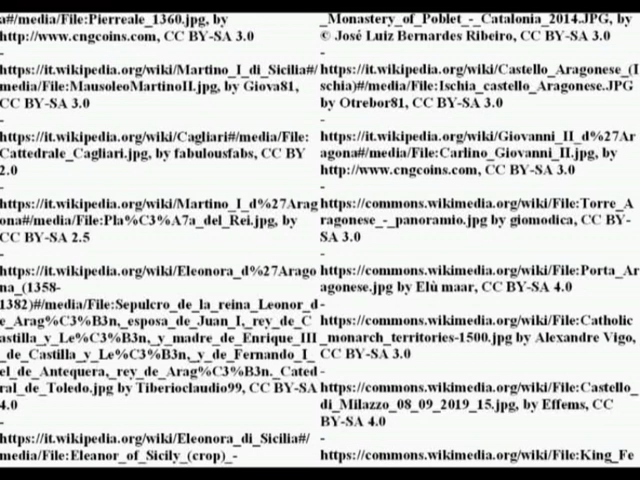 a#/media/File:Pierreale_1360.jpg, by
http://www.cngcoins.com, CC BY-SA 3.0
-
https://it.wikipedia.org/wiki/Martino_I_di_Sicilia#/
media/File:MausoleoMartinoII.jpg, by Giova81,
CC BY-SA 3.0
-
https://it.wikipedia.org/wiki/Cagliari#/media/File:
Cattedrale_Cagliari.jpg, by fabulousfabs, CC BY
2.0
-
https://it.wikipedia.org/wiki/Martino_I_d%27Arag
ona#/media/File:Pla%C3%A7a_del_Rei.jpg, by
CC BY-SA 2.5
-
https://it.wikipedia.org/wiki/Eleonora_d%27Arago
na_(1358-
1382)#/media/File:Sepulcro_de_la_reina_Leonor_d
e_Arag%C3%B3n,_esposa_de_Juan_I,_rey_de_C
astilla_y_Le%C3%B3n,_y_madre_de_Enrique_III
_de_Castilla_y_Le%C3%B3n,_y_de_Fernando_I_
el_de_Antequera,_rey_de_Arag%C3%B3n._Cated
ral_de_Toledo.jpg by Tiberioclaudio99, CC BY-SA
4.0
-
https://it.wikipedia.org/wiki/Eleonora_di_Sicilia#/
media/File:Eleanor_of_Sicily_(crop)_-
_Monastery_of_Poblet_-_Catalonia_2014.JPG, by
© José Luiz Bernardes Ribeiro, CC BY-SA 3.0
-
https://it.wikipedia.org/wiki/Castello_Aragonese_(I
schia)#/media/File:Ischia_castello_Aragonese.JPG
by Otrebor81, CC BY-SA 3.0
-
https://it.wikipedia.org/wiki/Giovanni_II_d%27Ar
agona#/media/File:Carlino_Giovanni_II.jpg, by
http://www.cngcoins.com, CC BY-SA 3.0
-
https://commons.wikimedia.org/wiki/File:Torre_A
ragonese_-_panoramio.jpg by giomodica, CC BY-
SA 3.0
-
https://commons.wikimedia.org/wiki/File:Porta_Ar
agonese.jpg by Elù maar, CC BY-SA 4.0
-
https://commons.wikimedia.org/wiki/File:Catholic
_monarch_territories-1500.jpg by Alexandre Vigo,
CC BY-SA 3.0
-
https://commons.wikimedia.org/wiki/File:Castello_
di_Milazzo_08_09_2019_15.jpg, by Effems, CC
BY-SA 4.0
-
https://commons.wikimedia.org/wiki/File:King_Fe